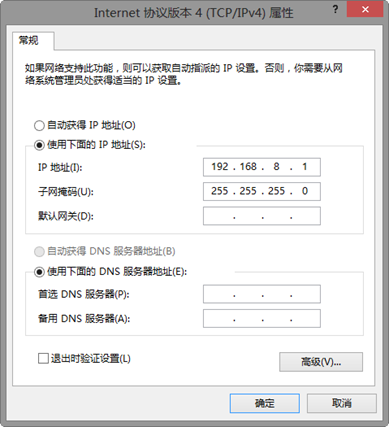 Internet 协议版本 4 (TCP/IPv4) 属性
常规
如果网络支持此功能，则可以获取自动指派的 IP 设置。否则，你需要从网
络系统管理员处获得适当的 IP 设置。
自动获得 IP 地址(O)
使用下面的 IP 地址(S):
IP 地址(I): 192 . 168 . 8 . 1
子网掩码(U): 255 . 255 . 255 . 0
默认网关(D): . . .
自动获得 DNS 服务器地址(B)
使用下面的 DNS 服务器地址(E):
首选 DNS 服务器(P): . . .
备用 DNS 服务器(A): . . .
退出时验证设置(L)
高级(V)...
确定 取消